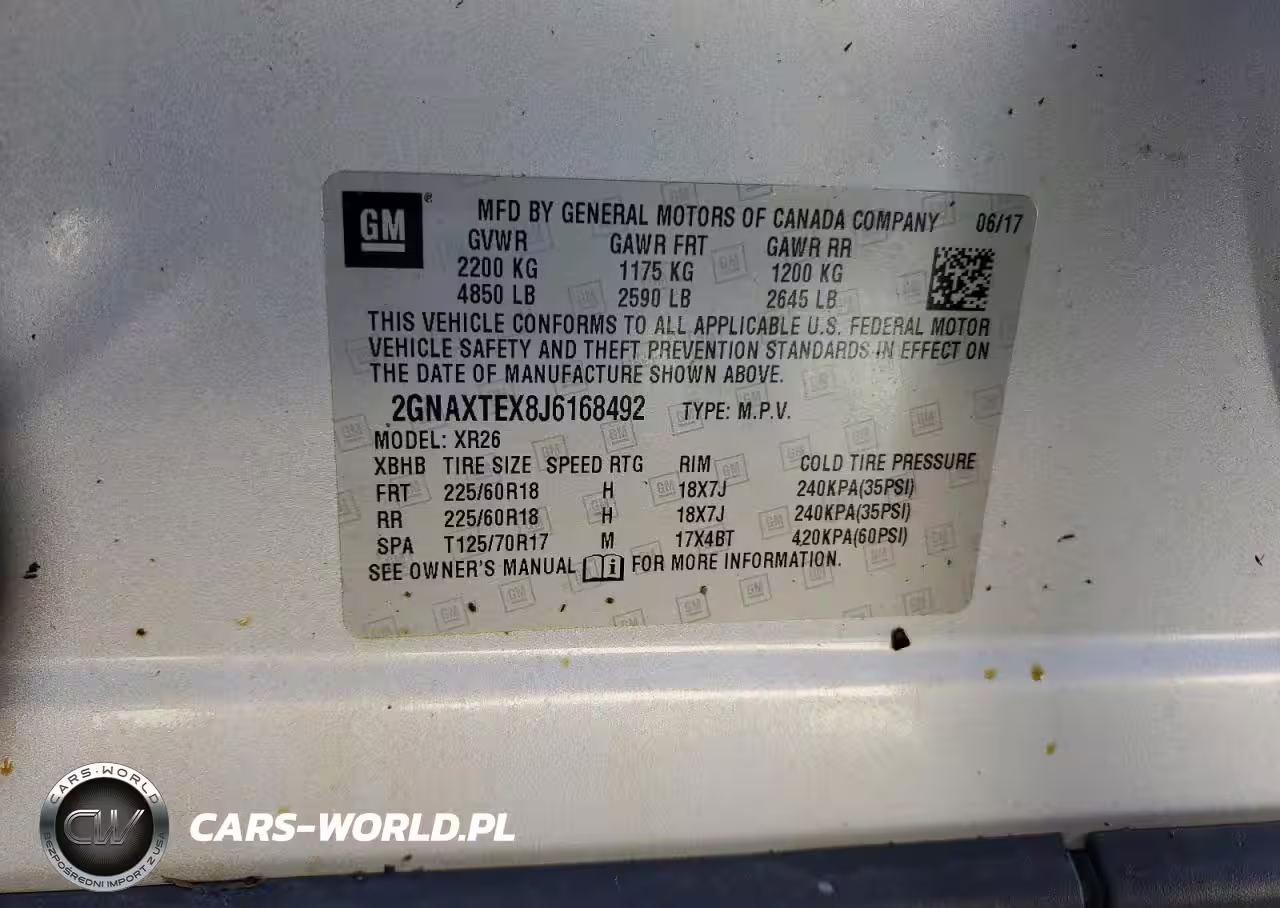 GM
MFD BY GENERAL MOTORS OF CANADA COMPANY 06/17
GVWR GAWR FRT GAWR RR
2200 KG 1175 KG 1200 KG
4850 LB 2590 LB 2645 LB
THIS VEHICLE CONFORMS TO ALL APPLICABLE U.S. FEDERAL MOTOR
VEHICLE SAFETY AND THEFT PREVENTION STANDARDS IN EFFECT ON
THE DATE OF MANUFACTURE SHOWN ABOVE.
2GNAXTEX8J6168492 TYPE: M.P.V.
MODEL: XR26
XBHB TIRE SIZE SPEED RTG RIM COLD TIRE PRESSURE
FRT 225/60R18 H 18X7J 240KPA(35PSI)
RR 225/60R18 H 18X7J 240KPA(35PSI)
SPA T125/70R17 M 17X4BT 420KPA(60PSI)
SEE OWNER'S MANUAL i FOR MORE INFORMATION.
CARS-WORLD
CW
BEZPOŚREDNI IMPORT Z USA
CARS-WORLD.PL